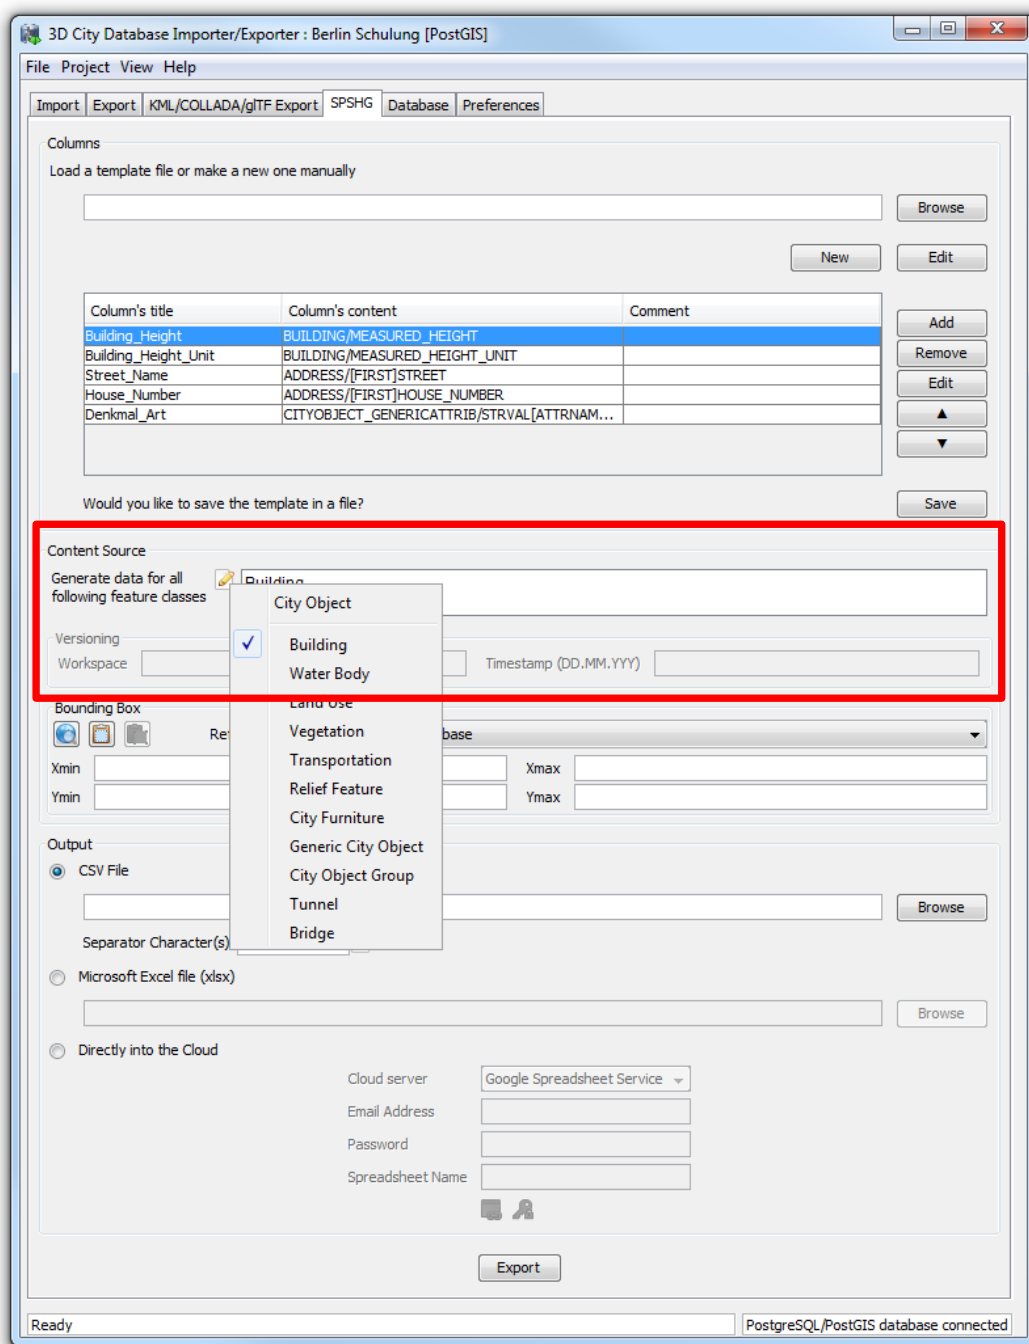 3D City Database Importer/Exporter : Berlin Schulung [PostGIS]
File Project View Help
Import Export KML/COLLADA/glTF Export SPSHG Database Preferences
Columns
Load a template file or make a new one manually
Browse
New Edit
Column's title Column's content Comment
Building_Height BUILDING/MEASURED_HEIGHT
Building_Height_Unit BUILDING/MEASURED_HEIGHT_UNIT
Street_Name ADDRESS/[FIRST]STREET
House_Number ADDRESS/[FIRST]HOUSE_NUMBER
Denkmal_Art CITYOBJECT_GENERICATTRIB/STRVAL[ATTRNAM...
Add
Remove
Edit
▲
▼
Would you like to save the template in a file? Save
Content Source
Generate data for all
following feature classes
Building
City Object
Building
Water Body
Land Use
Vegetation
Transportation
Relief Feature
City Furniture
Generic City Object
City Object Group
Tunnel
Bridge
Versioning
Workspace Timestamp (DD.MM.YYY)
Bounding Box
Xmin Xmax
Ymin Ymax
Output
CSV File
Browse
Separator Character(s)
Microsoft Excel file (xlsx)
Browse
Directly into the Cloud
Cloud server Google Spreadsheet Service
Email Address
Password
Spreadsheet Name
Export
Ready PostgreSQL/PostGIS database connected